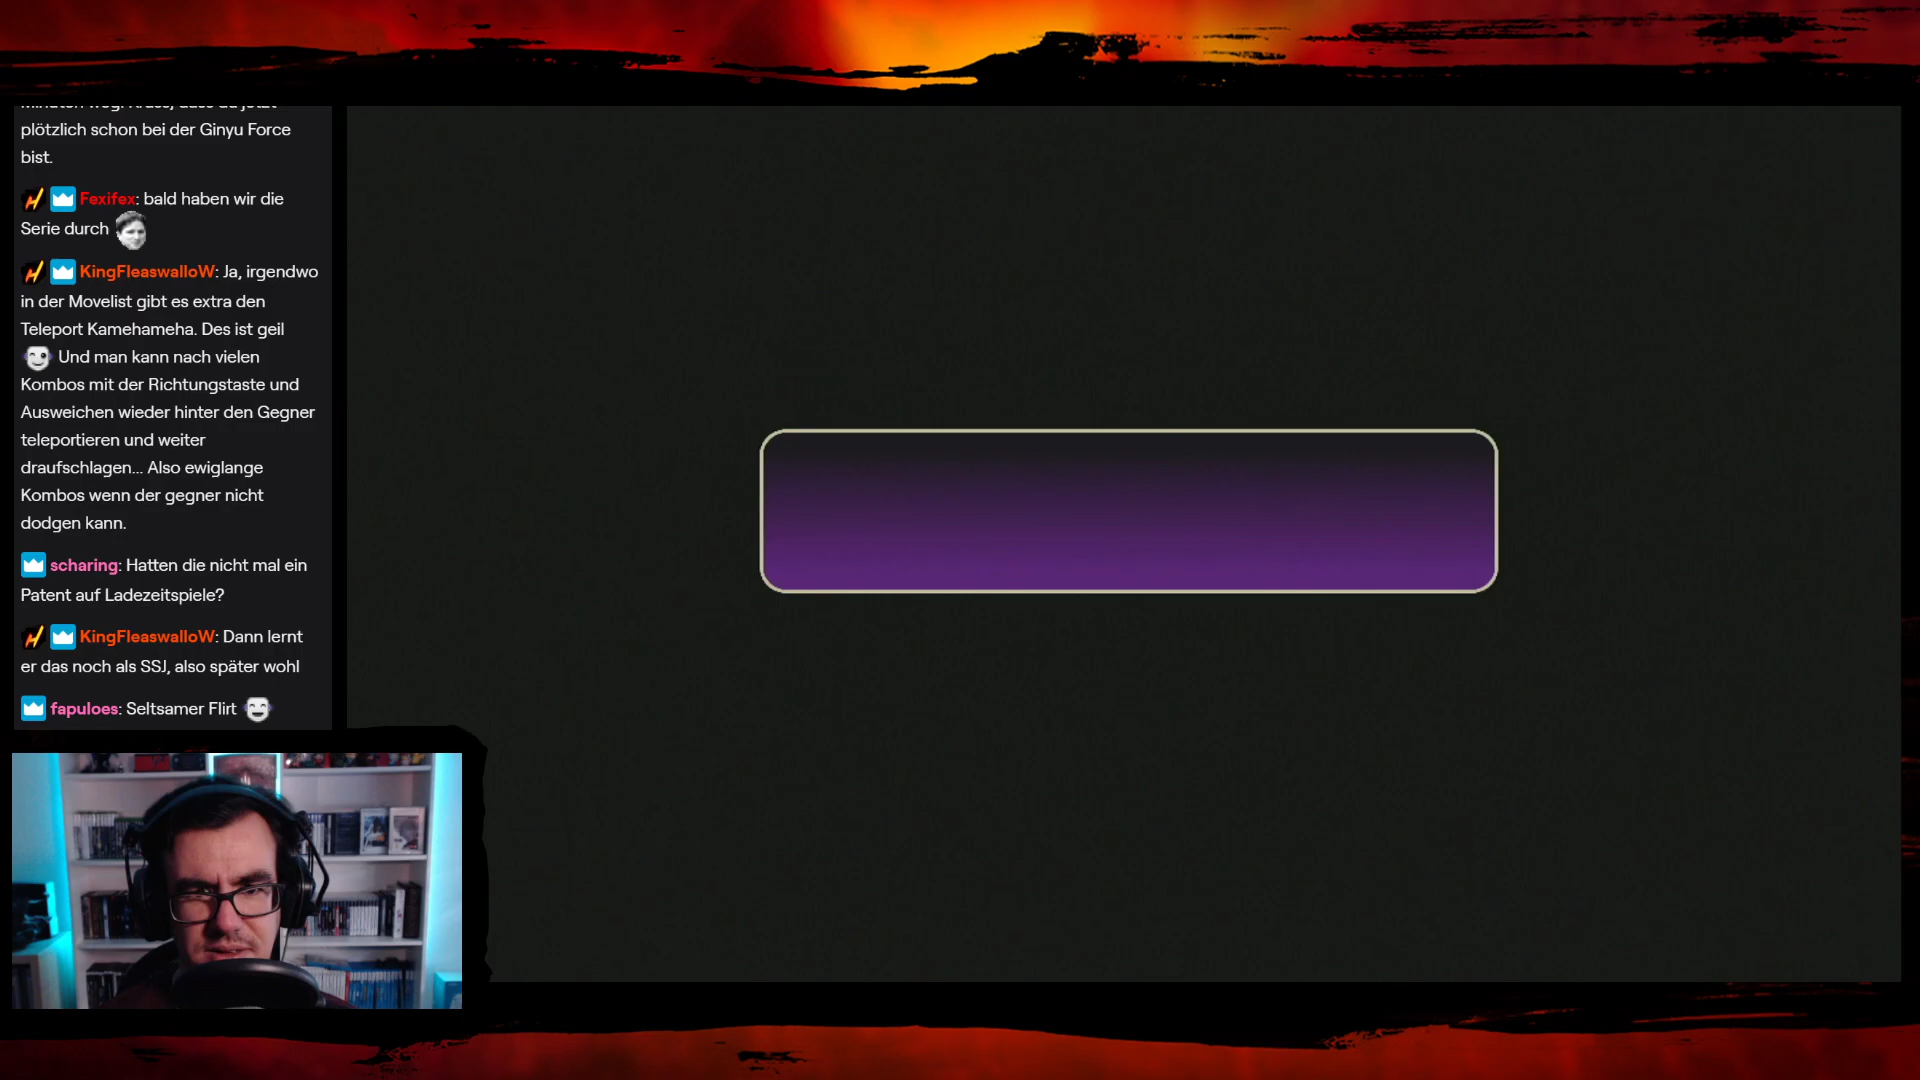 plötzlich schon bei der Ginyu Force
bist.
Fexifex: bald haben wir die
Serie durch
KingFleaswalloW: Ja, irgendwo
in der Movelist gibt es extra den
Teleport Kamehameha. Des ist geil
Und man kann nach vielen
Kombos mit der Richtungstaste und
Ausweichen wieder hinter den Gegner
teleportieren und weiter
draufschlagen... Also ewiglange
Kombos wenn der gegner nicht
dodgen kann.
scharing: Hatten die nicht mal ein
Patent auf Ladezeitspiele?
KingFleaswalloW: Dann lernt
er das noch als SSJ, also später wohl
fapuloes: Seltsamer Flirt